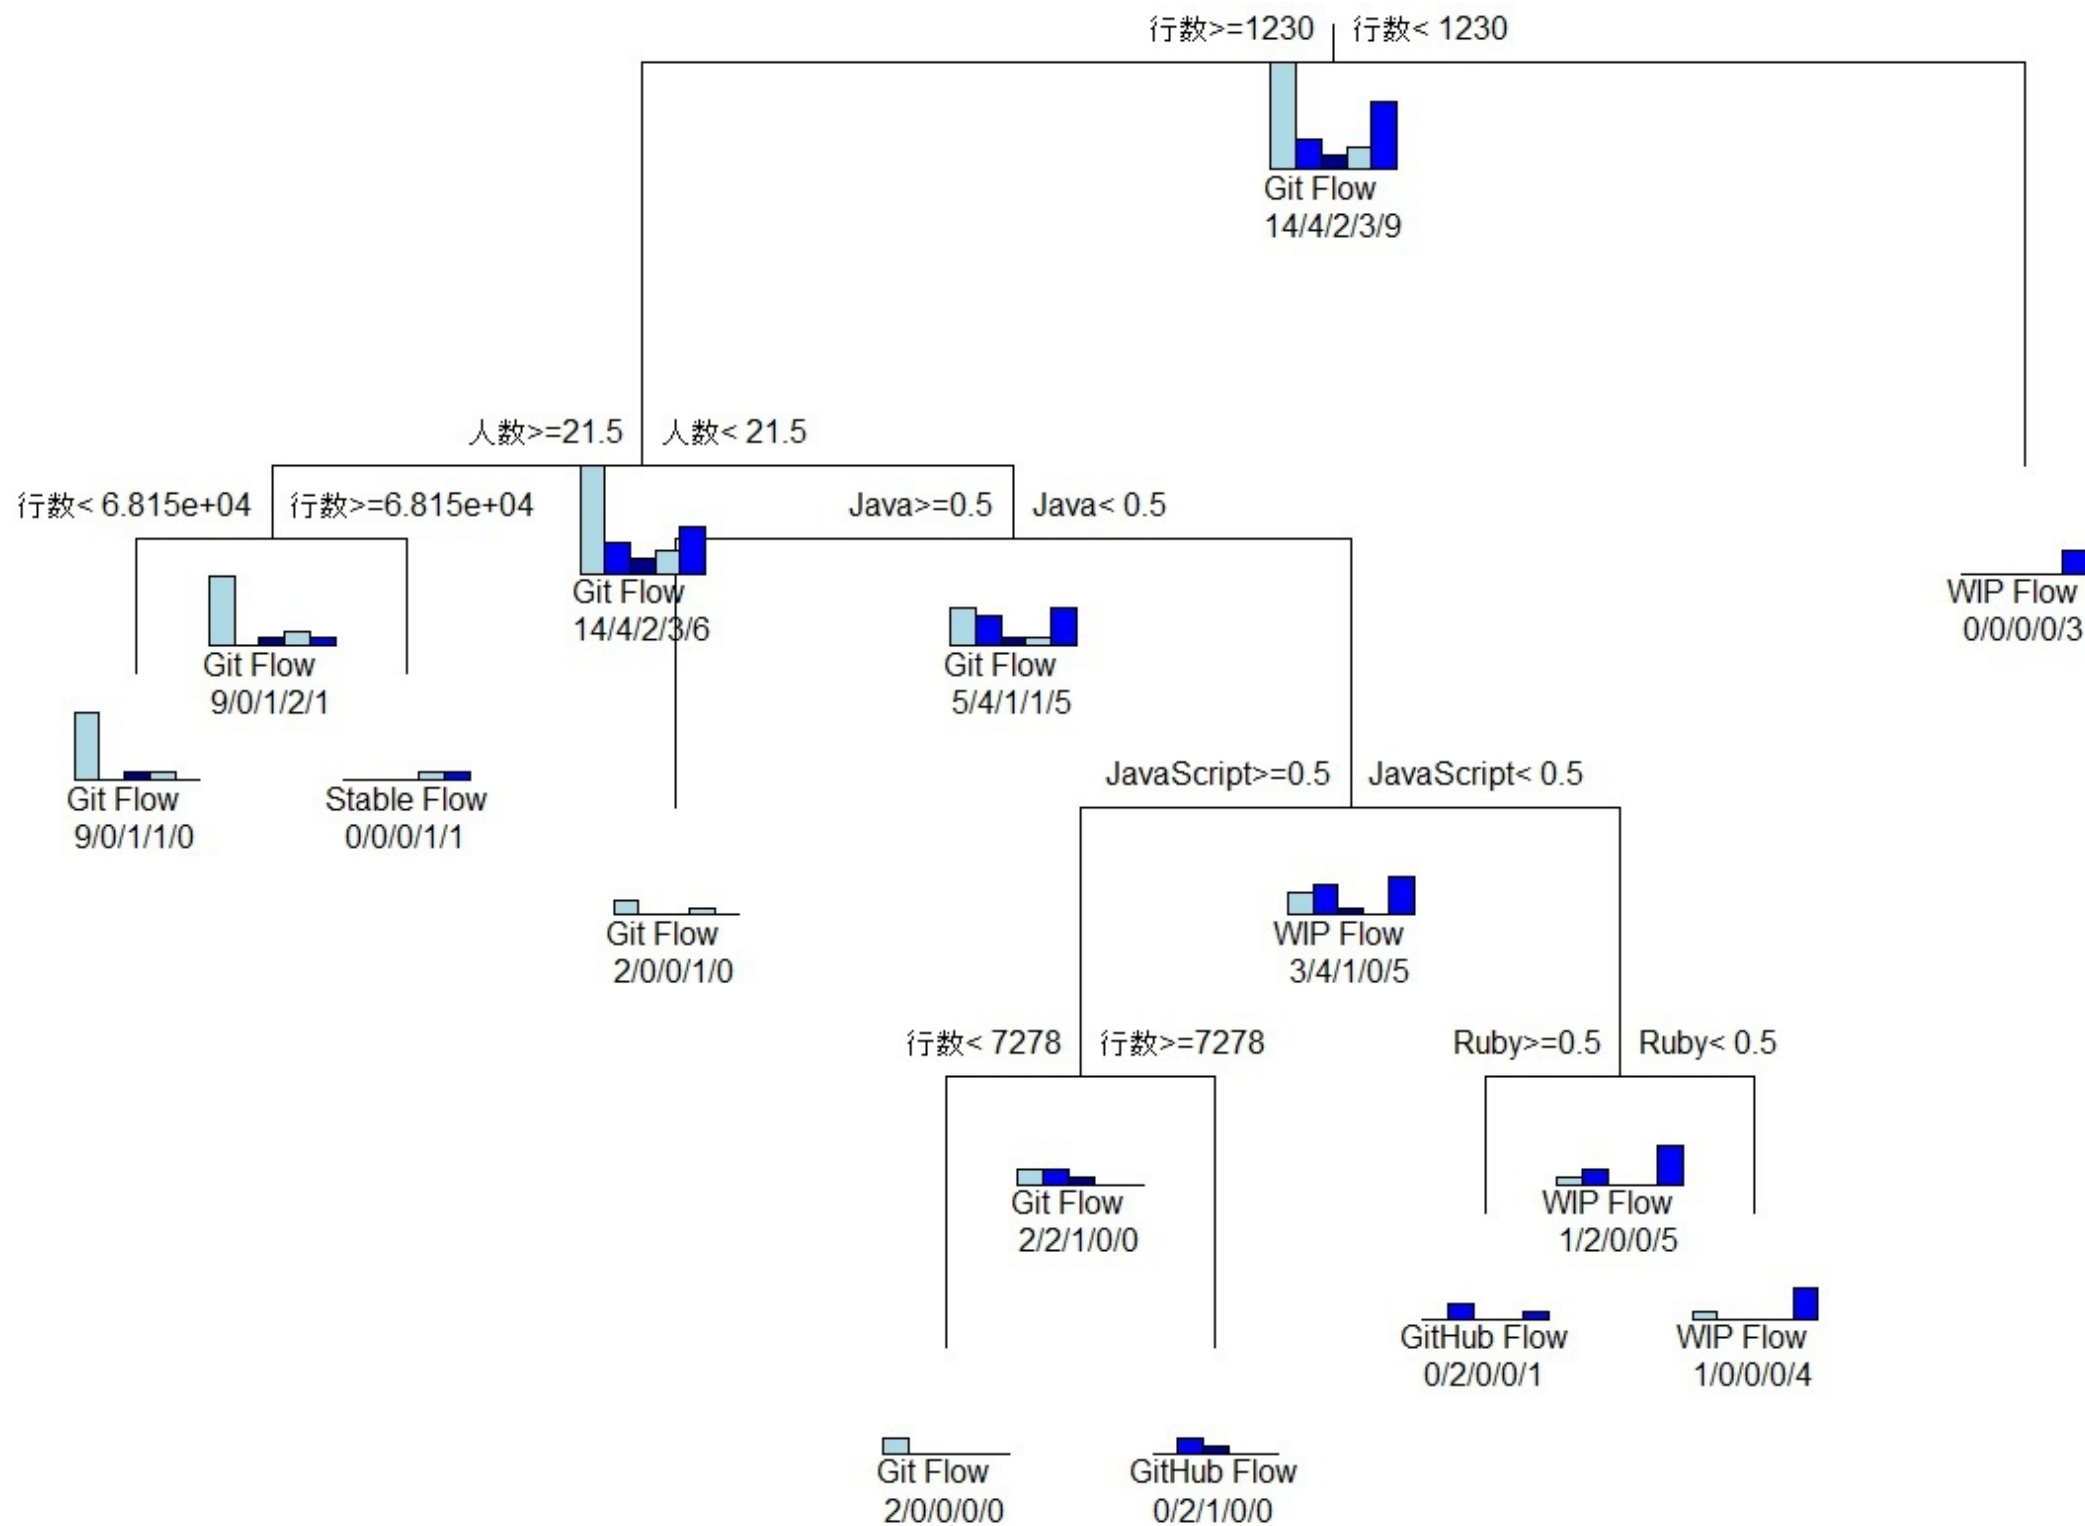 行数>=1230 行数< 1230
Git Flow
14/4/2/3/9
人数>=21.5 人数< 21.5
行数< 6.815e+04 行数>=6.815e+04
Java>=0.5 Java< 0.5
Git Flow
14/4/2/3/6
WIP Flow
0/0/0/0/3
Git Flow
9/0/1/2/1
Git Flow
5/4/1/1/5
JavaScript>=0.5 JavaScript< 0.5
Git Flow
9/0/1/1/0
Stable Flow
0/0/0/1/1
Git Flow
2/0/0/1/0
WIP Flow
3/4/1/0/5
行数< 7278 行数>=7278
Ruby>=0.5 Ruby< 0.5
Git Flow
2/2/1/0/0
WIP Flow
1/2/0/0/5
GitHub Flow
0/2/0/0/1
WIP Flow
1/0/0/0/4
Git Flow
2/0/0/0/0
GitHub Flow
0/2/1/0/0